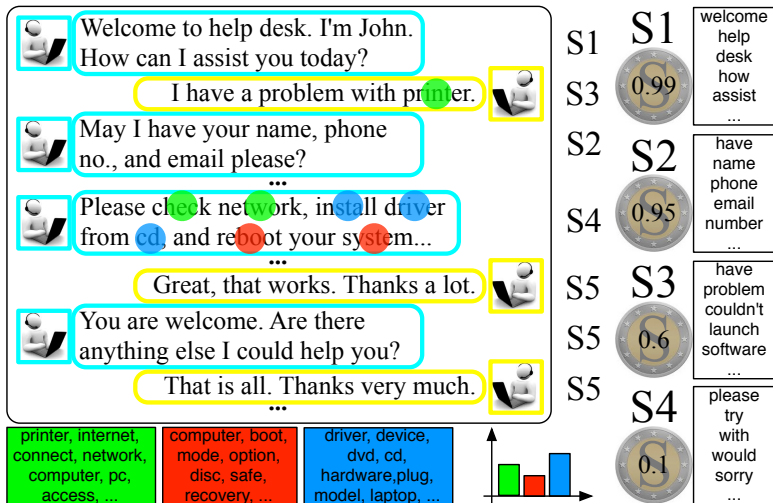 Welcome to help desk. I'm John.
How can I assist you today?
S1
I have a problem with printer.
S3
May I have your name, phone
no., and email please?
S2
...
Please check network, install driver
from cd, and reboot your system...
S4
...
Great, that works. Thanks a lot.
S5
You are welcome. Are there
anything else I could help you?
S5
That is all. Thanks very much.
S5
...
printer, internet,
connect, network,
computer, pc,
access, ...
computer, boot,
mode, option,
disc, safe,
recovery, ...
driver, device,
dvd, cd,
hardware,plug,
model, laptop, ...
S1
S
0.99
welcome
help
desk
how
assist
...
S2
S
0.95
have
name
phone
email
number
...
S3
S
0.6
have
problem
couldn't
launch
software
...
S4
S
0.1
please
try
with
would
sorry
...